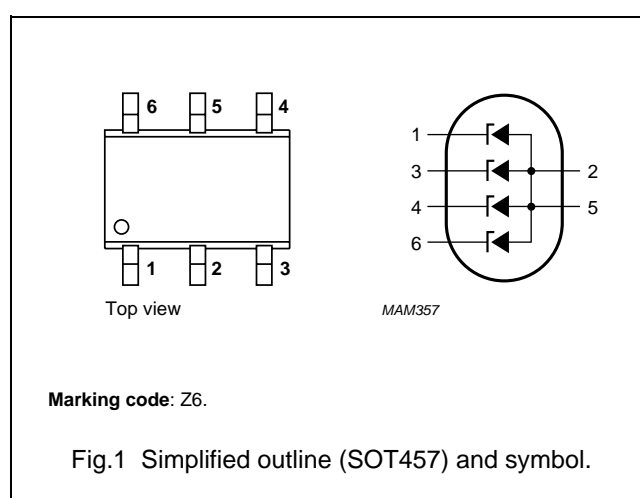 6 5 4
1 2 3
Top view
1
3 2
4 5
6
MAM357
Marking code: Z6.
Fig.1 Simplified outline (SOT457) and symbol.